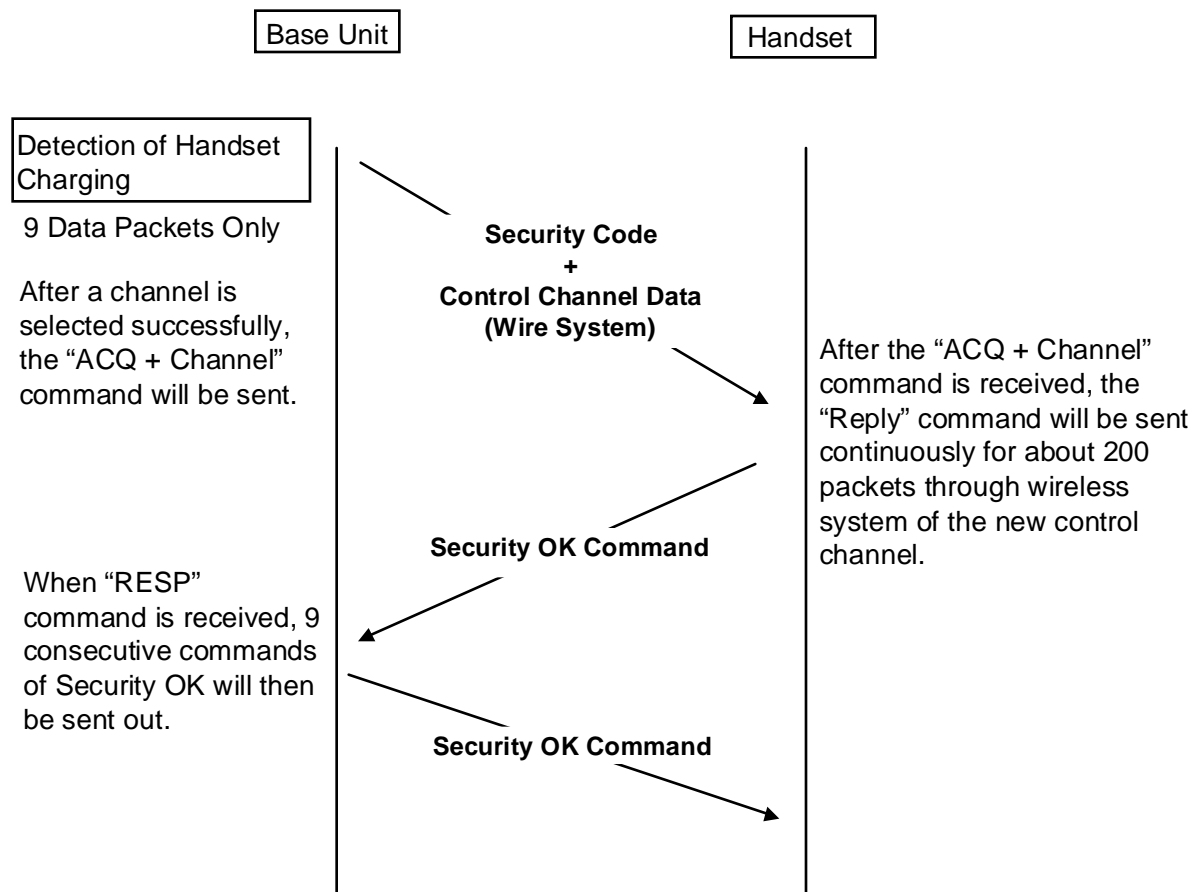 Base Unit
Handset
Detection of Handset
Charging
9 Data Packets Only
After a channel is
selected successfully,
the “ACQ + Channel”
command will be sent.
Security Code
+
Control Channel Data
(Wire System)
After the “ACQ + Channel”
command is received, the
“Reply” command will be sent
continuously for about 200
packets through wireless
system of the new control
channel.
Security OK Command
When “RESP”
command is received, 9
consecutive commands
of Security OK will then
be sent out.
Security OK Command